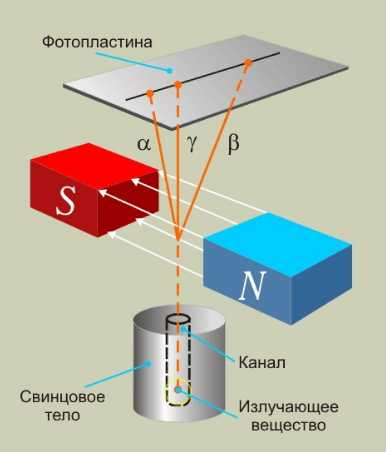 Фотопластина
α
γ
β
S
N
Канал
Свинцовое
тело
Излучающее
вещество